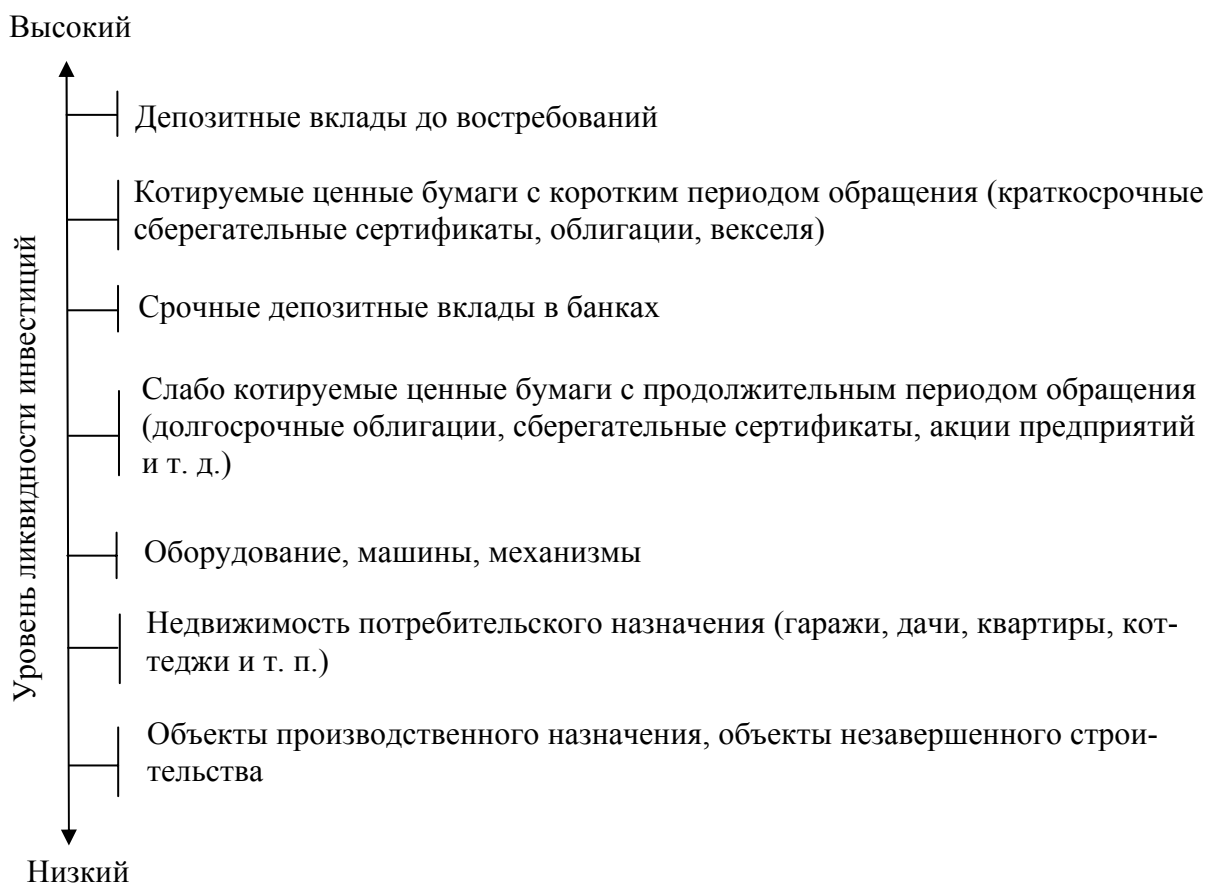 Высокий
Депозитные вклады до востребований
Котируемые ценные бумаги с коротким периодом обращения (краткосрочные
сберегательные сертификаты, облигации, векселя)
Срочные депозитные вклады в банках
Слабо котируемые ценные бумаги с продолжительным периодом обращения
(долгосрочные облигации, сберегательные сертификаты, акции предприятий
и т. д.)
Оборудование, машины, механизмы
Недвижимость потребительского назначения (гаражи, дачи, квартиры, кот-
теджи и т. п.)
Объекты производственного назначения, объекты незавершенного строи-
тельства
Уровень ликвидности инвестиций
Низкий